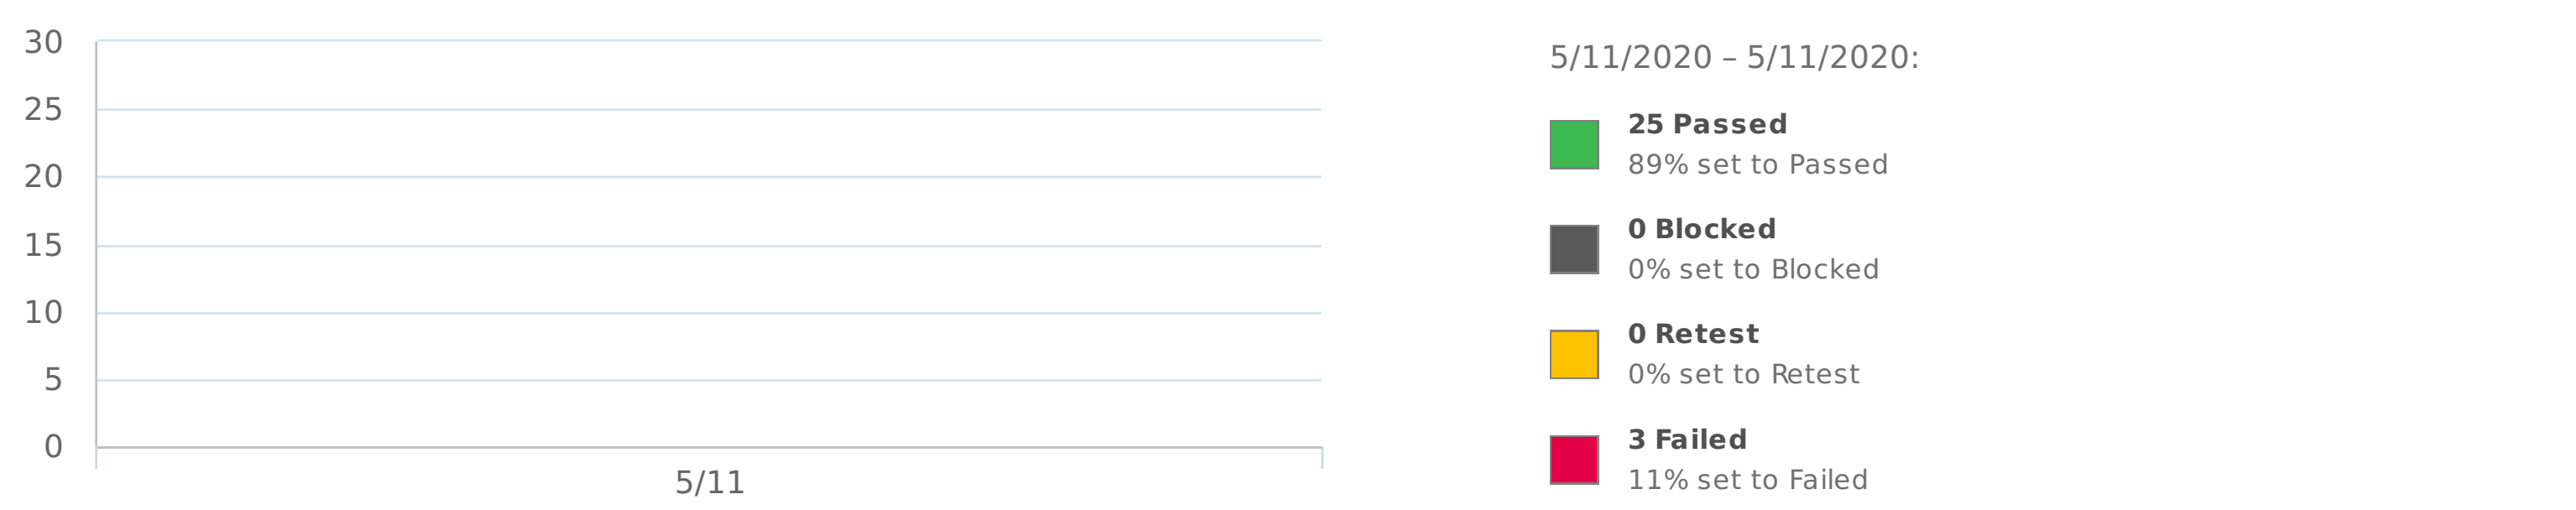 30
25
20
15
10
5
0
5/11
5/11/2020 – 5/11/2020:
25 Passed
89% set to Passed
0 Blocked
0% set to Blocked
0 Retest
0% set to Retest
3 Failed
11% set to Failed